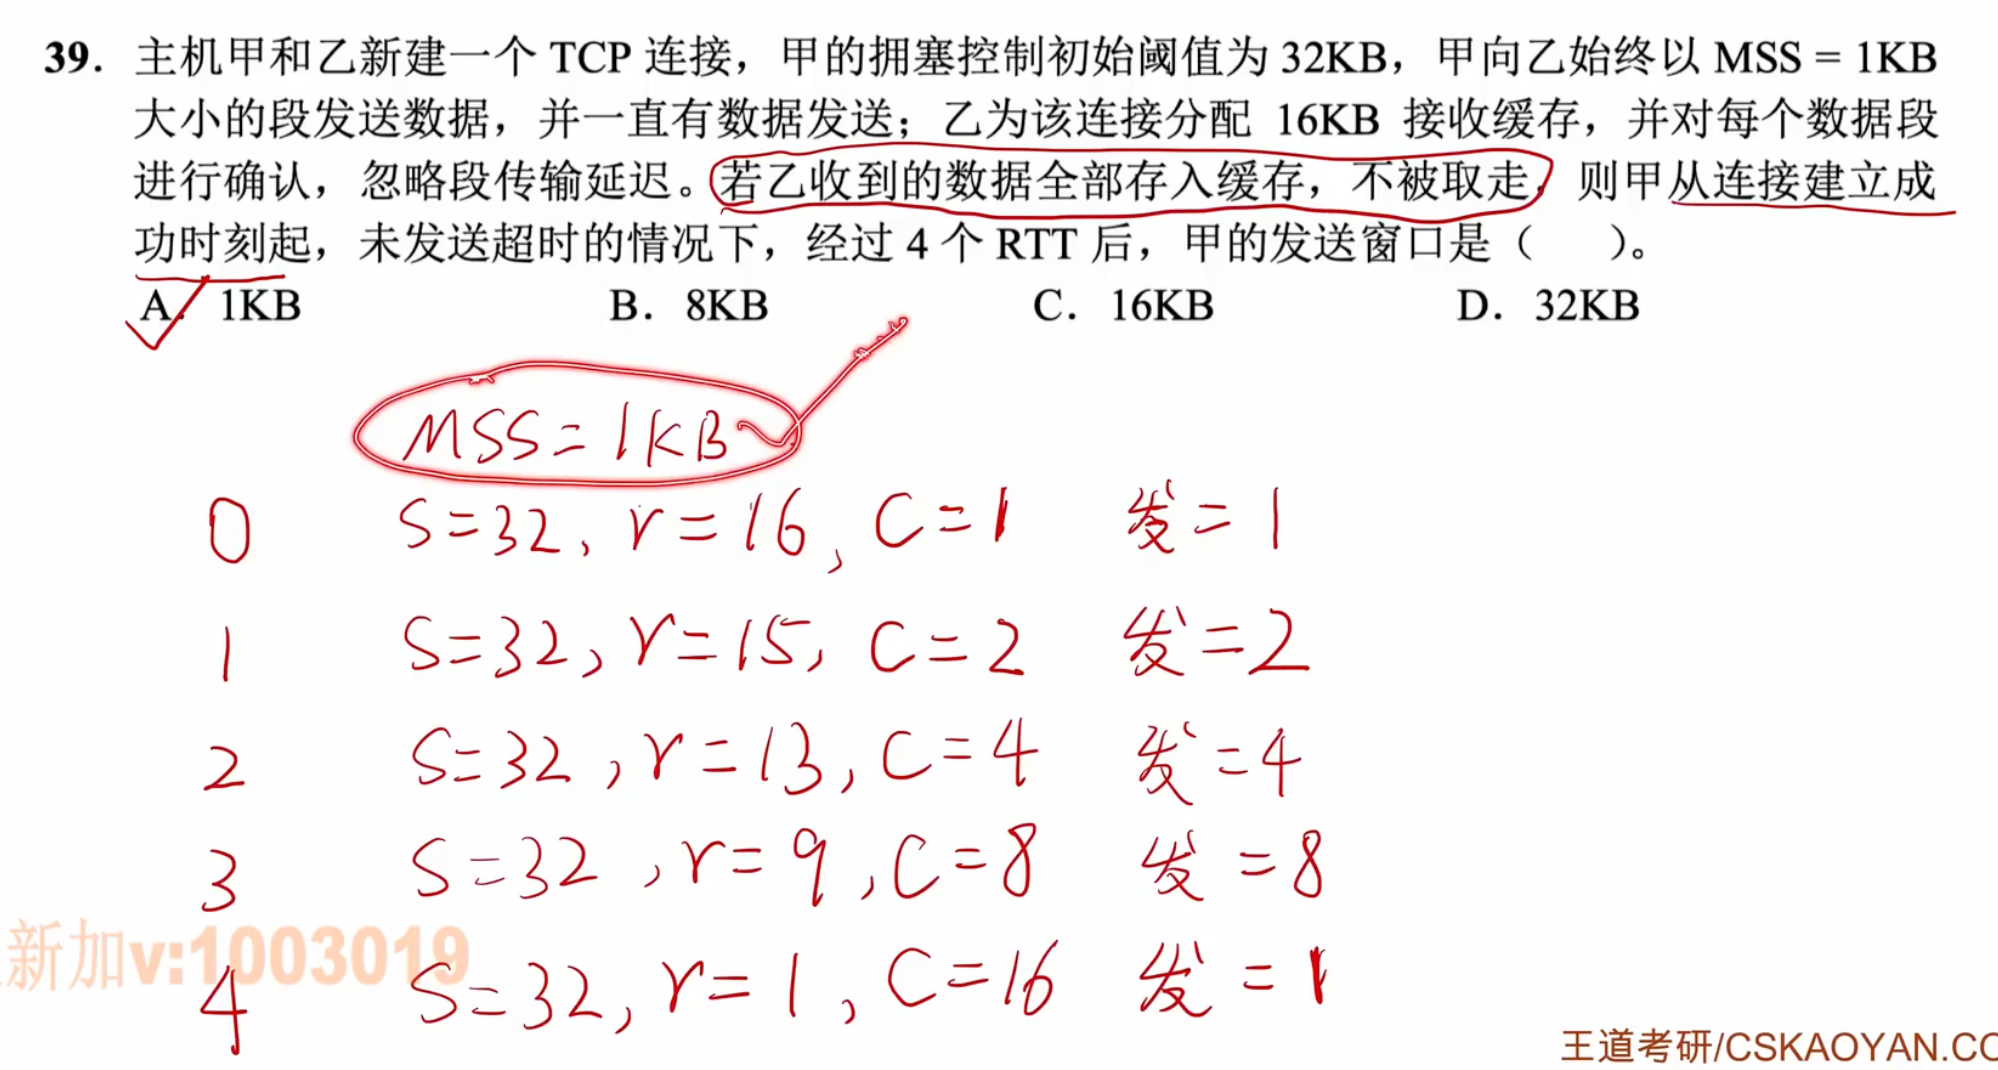 39. 主机甲和乙新建一个 TCP 连接，甲的拥塞控制初始阈值为 32KB，甲向乙始终以 MSS = 1KB
大小的段发送数据，并一直有数据发送；乙为该连接分配 16KB 接收缓存，并对每个数据段
进行确认，忽略段传输延迟。若乙收到的数据全部存入缓存，不被取走，则甲从连接建立成
功时刻起，未发送超时的情况下，经过 4 个 RTT 后，甲的发送窗口是（ ）。
A. 1KB B. 8KB C. 16KB D. 32KB
MSS=1KB
0 S=32, r=16, C=1 发=1
1 S=32, r=15, C=2 发=2
2 S=32, r=13, C=4 发=4
3 S=32, r=9, C=8 发=8
新加v:1003019
4 S=32, r=1, C=16 发=1
王道考研/CSKAOYAN.CO